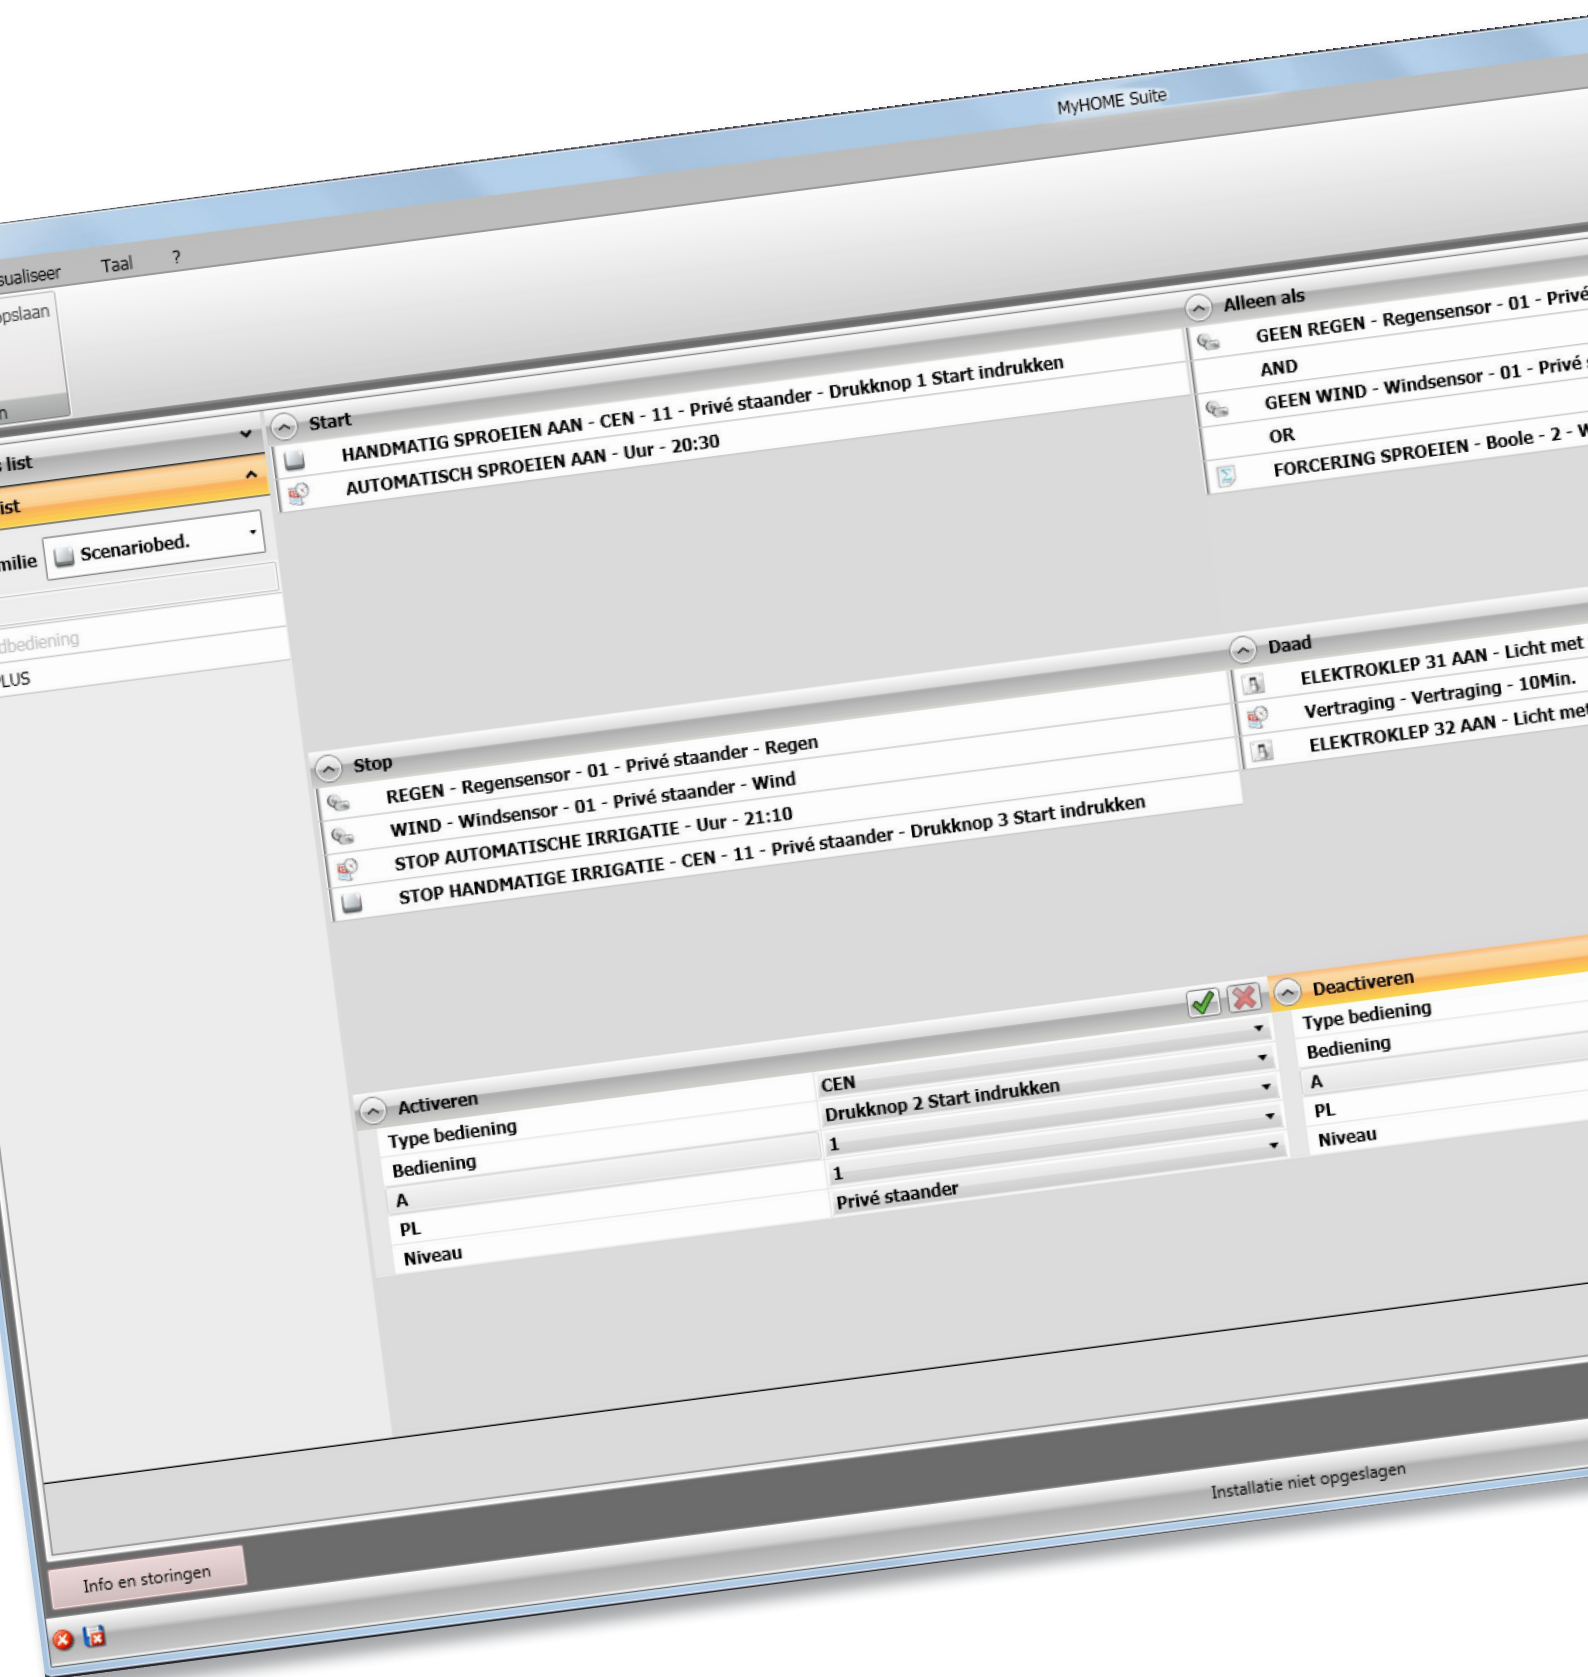 MyHOME Suite
Taal ?
list
Scenariobed.
Start
HANDMATIG SPROEIEN AAN - CEN - 11 - Privé staander - Drukknop 1 Start indrukken
AUTOMATISCH SPROEIEN AAN - Uur - 20:30
Alleen als
GEEN REGEN - Regensensor - 01 - Privé
AND
GEEN WIND - Windsensor - 01 - Privé
OR
FORCERING SPROEIEN - Boole - 2 -
Stop
REGEN - Regensensor - 01 - Privé staander - Regen
WIND - Windsensor - 01 - Privé staander - Wind
STOP AUTOMATISCHE IRRIGATIE - Uur - 21:10
STOP HANDMATIGE IRRIGATIE - CEN - 11 - Privé staander - Drukknop 3 Start indrukken
Daad
ELEKTROKLEP 31 AAN - Licht met
Vertraging - Vertraging - 10Min.
ELEKTROKLEP 32 AAN - Licht met
Activeren
Type bediening CEN
Bediening Drukknop 2 Start indrukken
A 1
PL 1
Niveau Privé staander
Deactiveren
Type bediening
Bediening
A
PL
Niveau
Installatie niet opgeslagen
Info en storingen